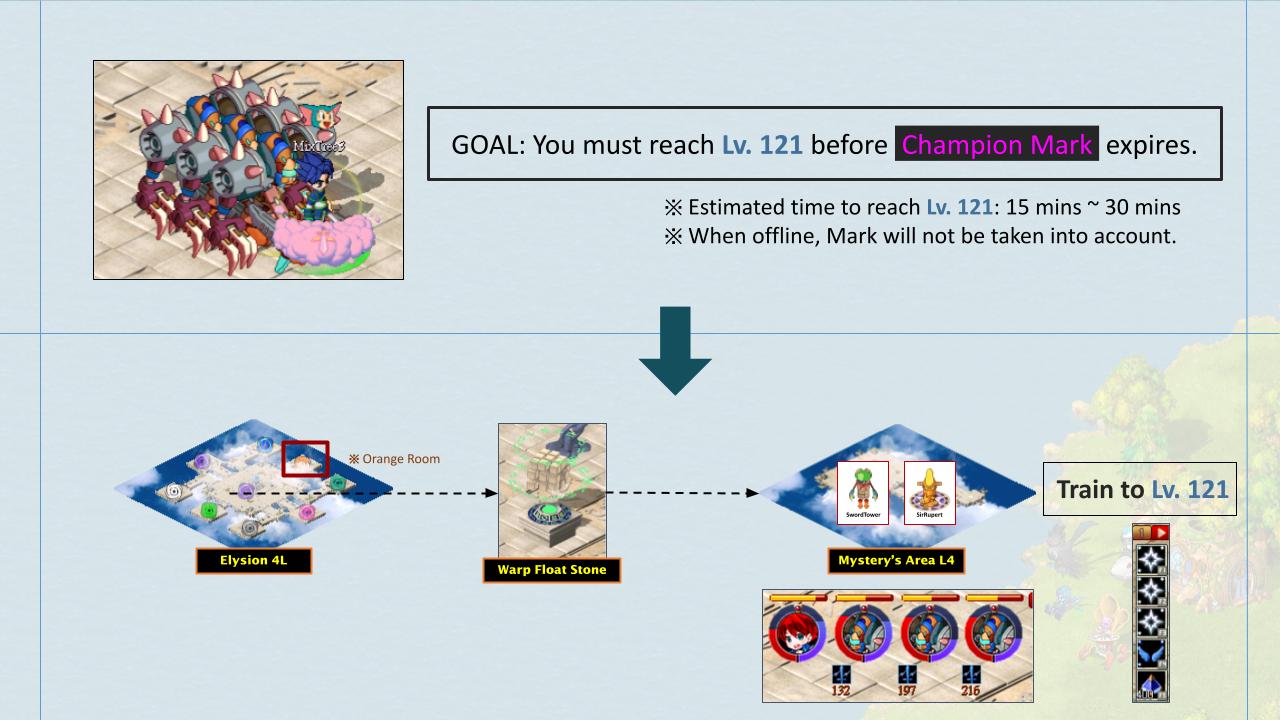 MixTree3
GOAL: You must reach Lv. 121 before Champion Mark expires.
※ Estimated time to reach Lv. 121: 15 mins ~ 30 mins
※ When offline, Mark will not be taken into account.
※ Orange Room
SwordTower
SirRupert
Train to Lv. 121
Elysion 4L
Warp Float Stone
Mystery's Area L4
1
132
197
216